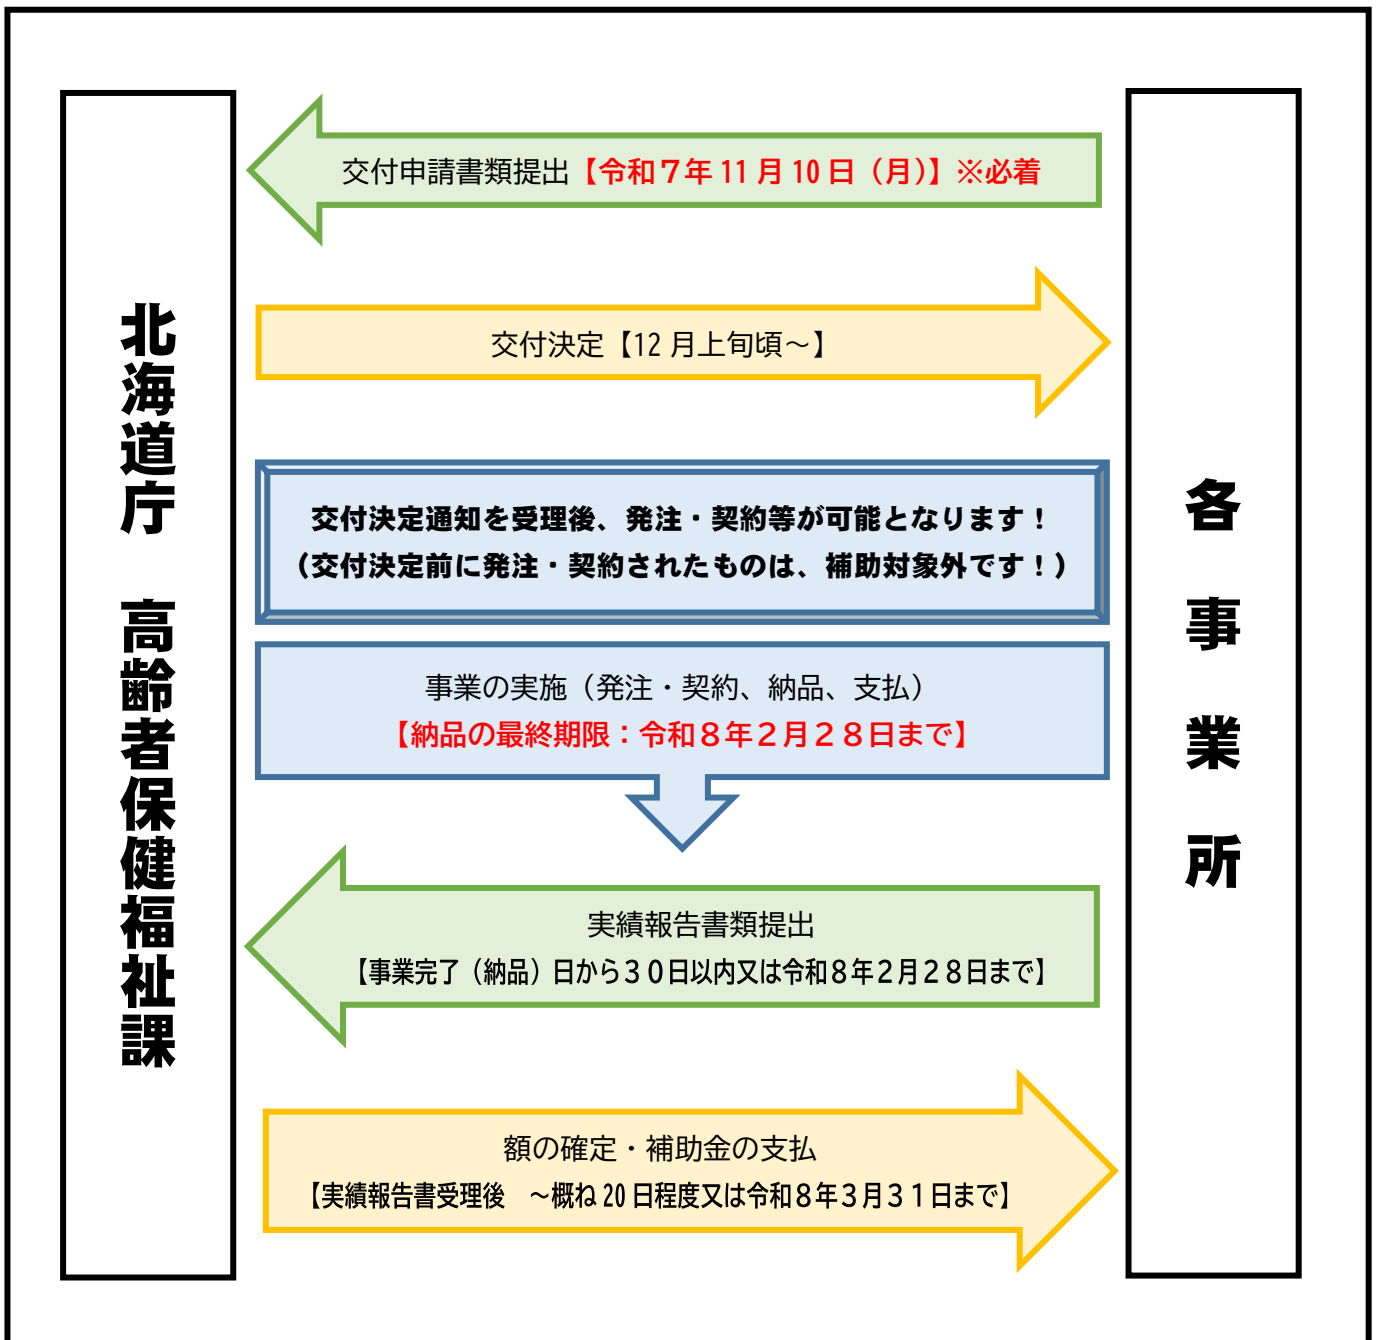 北海道庁　高齢者保健福祉課
交付申請書類提出【令和７年11月10日（月）】※必着
交付決定【12月上旬頃～】
交付決定通知を受理後、発注・契約等が可能となります！
（交付決定前に発注・契約されたものは、補助対象外です！）
事業の実施（発注・契約、納品、支払）
【納品の最終期限：令和８年２月２８日まで】
実績報告書類提出
【事業完了（納品）日から３０日以内又は令和８年２月２８日まで】
額の確定・補助金の支払
【実績報告書受理後　～概ね20日程度又は令和８年３月３１日まで】
各事業所